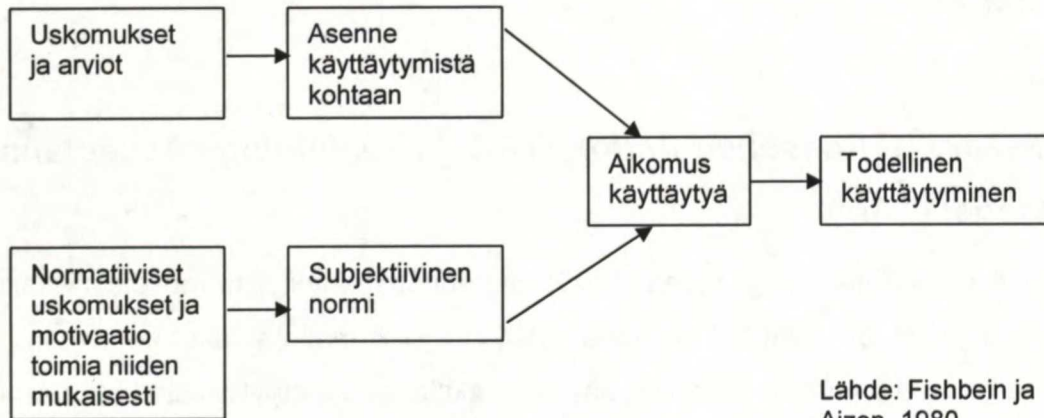 Uskomukset
ja arviot
Asenne
käyttäytymistä
kohtaan
Aikomus
käyttäytyä
Todellinen
käyttäytyminen
Normatiiviset
uskomukset ja
motivaatio
toimia niiden
mukaisesti
Subjektiivinen
normi
Lähde: Fishbein ja